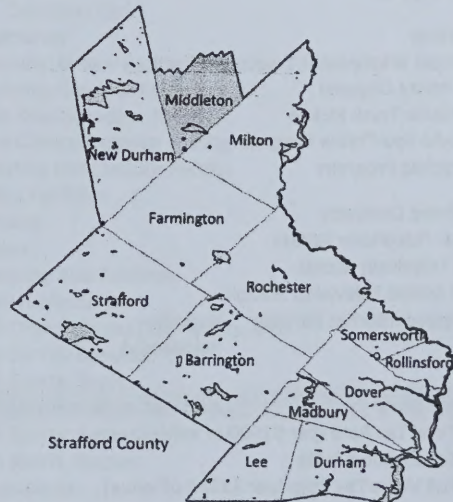 Middleton
Milton
New Durham
Farmington
Strafford
Rochester
Somersworth
Rollinsford
Barrington
Dover
Madbury
Strafford County
Lee
Durham